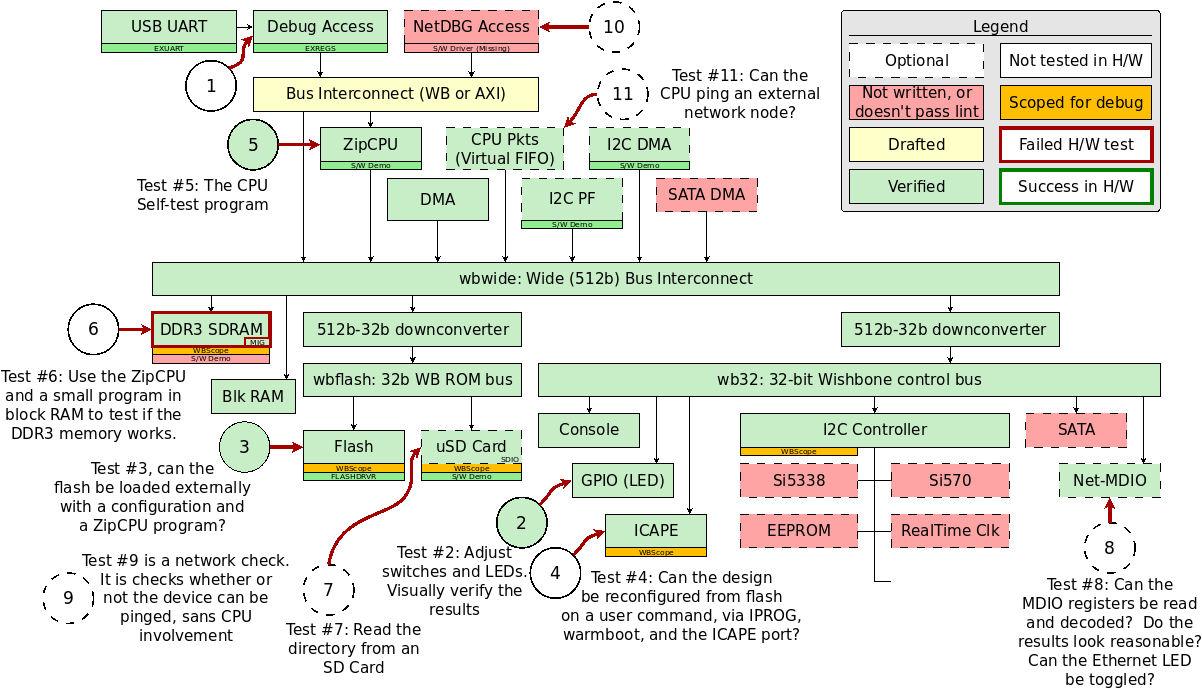 USB UART
EXUART
Debug Access
EXREGS
NetDBG Access
S/W Driver (Missing)
10
1
Bus Interconnect (WB or AXI)
Test #11: Can the
CPU ping an external
network node?
11
5
ZipCPU
S/W Demo
CPU Pkts
(Virtual FIFO)
I2C DMA
S/W Demo
Test #5: The CPU
Self-test program
DMA
I2C PF
S/W Demo
SATA DMA
Legend
Optional
Not tested in H/W
Not written, or
doesn't pass lint
Scoped for debug
Drafted
Failed H/W test
Verified
Success in H/W
wbwide: Wide (512b) Bus Interconnect
6
DDR3 SDRAM
MIG
WBScope
S/W Demo
512b-32b downconverter
512b-32b downconverter
Test #6: Use the ZipCPU
and a small program in
block RAM to test if the
DDR3 memory works.
Blk RAM
wbflash: 32b WB ROM bus
wb32: 32-bit Wishbone control bus
3
Flash
WBScope
FLASHDRVR
uSD Card
SDIO
WBScope
S/W Demo
Console
I2C Controller
WBScope
SATA
Test #3, can the
flash be loaded externally
with a configuration and
a ZipCPU program?
GPIO (LED)
Si5338
Si570
Net-MDIO
2
ICAPE
WBScope
EEPROM
RealTime Clk
Test #9 is a network check.
It is checks whether or
not the device can be
pinged, sans CPU
involvement
9
7
Test #2: Adjust
switches and LEDs.
Visually verify the
results
4
Test #4: Can the design
be reconfigured from flash
on a user command, via IPROG,
warmboot, and the ICAPE port?
8
Test #7: Read the
directory from an
SD Card
Test #8: Can the
MDIO registers be read
and decoded? Do the
results look reasonable?
Can the Ethernet LED
be toggled?